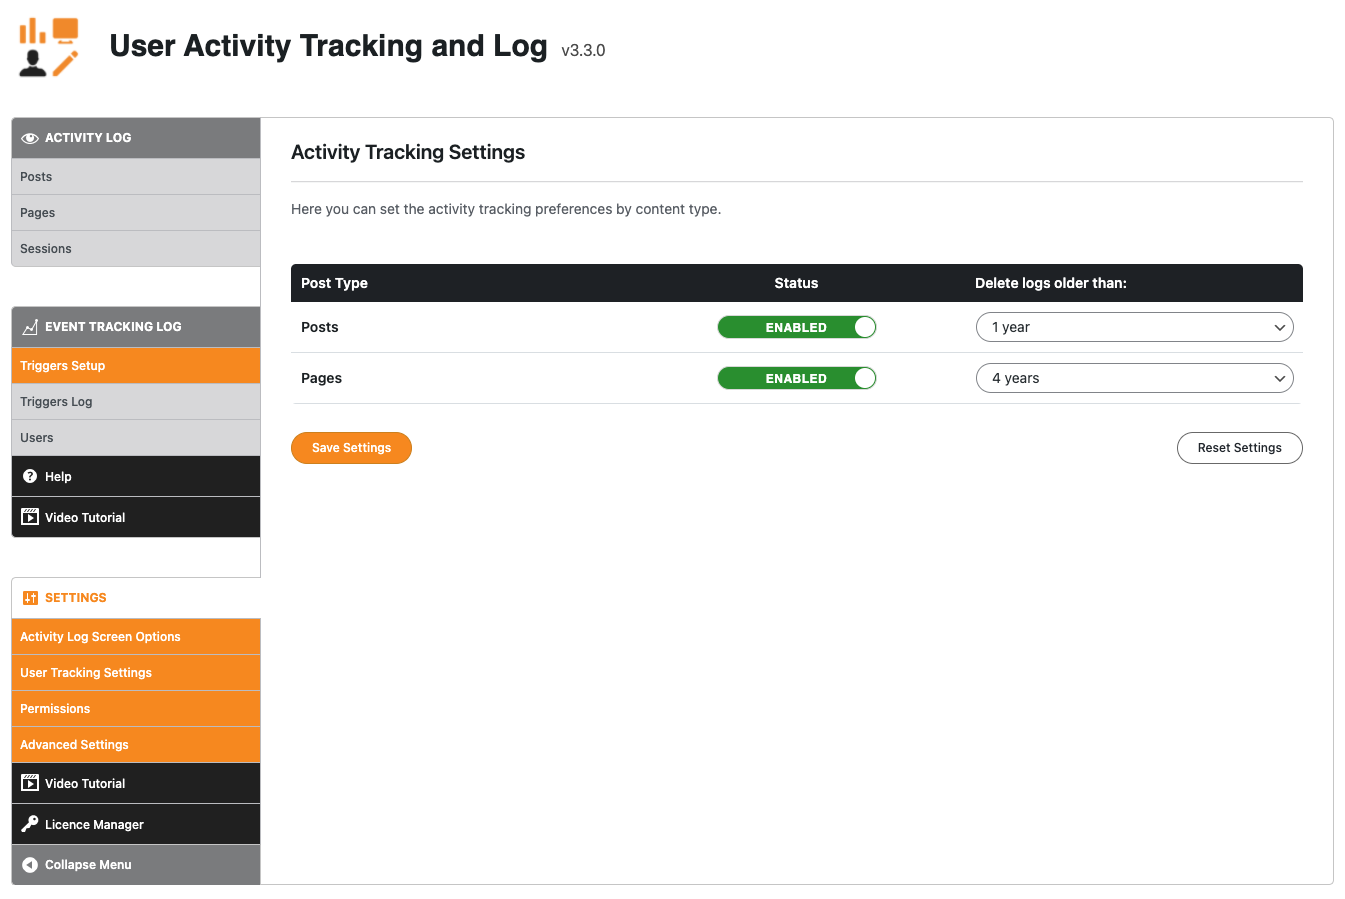 User Activity Tracking and Log v3.3.0
ACTIVITY LOG
Posts
Pages
Sessions
EVENT TRACKING LOG
Triggers Setup
Triggers Log
Users
Help
Video Tutorial
SETTINGS
Activity Log Screen Options
User Tracking Settings
Permissions
Advanced Settings
Video Tutorial
Licence Manager
Collapse Menu
Activity Tracking Settings
Here you can set the activity tracking preferences by content type.
Post Type Status Delete logs older than:
Posts ENABLED 1 year
Pages ENABLED 4 years
Save Settings Reset Settings